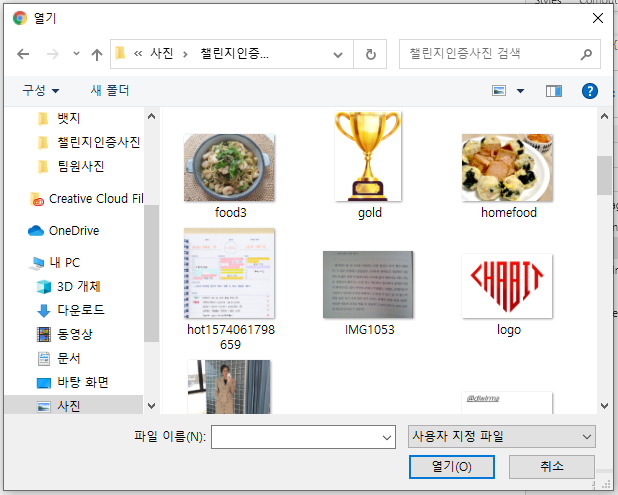 열기
사진 챌린지인증...
챌린지인증사진 검색
구성 새 폴더
뱃지
챌린지인증사진
팀원사진
Creative Cloud Fil
OneDrive
내 PC
3D 개체
다운로드
동영상
문서
바탕 화면
사진
food3
gold
homefood
hot1574061798
659
IMG1053
CHABIT
logo
@diwirma
파일 이름(N):
사용자 지정 파일
열기(O)
취소